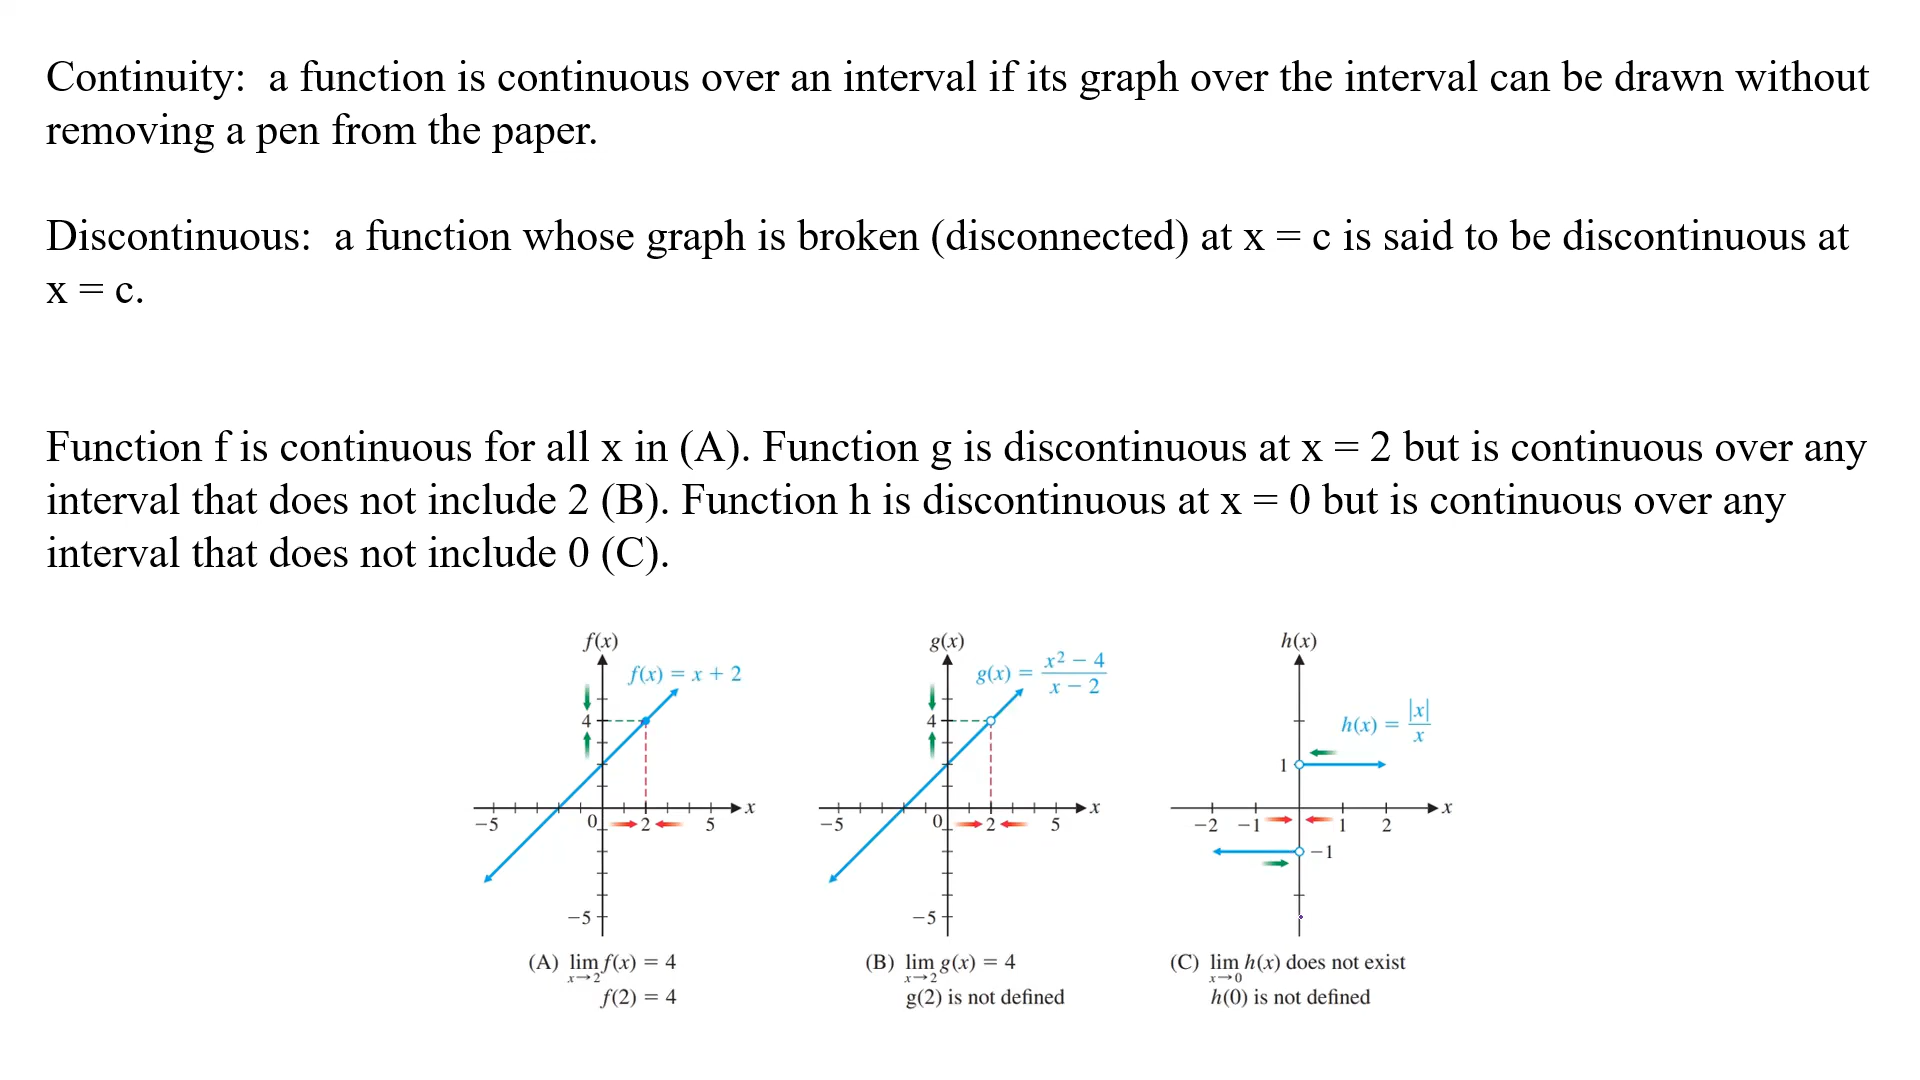 Continuity:  a function is continuous over an interval if its graph over the interval can be drawn without
removing a pen from the paper.
Discontinuous:  a function whose graph is broken (disconnected) at x = c is said to be discontinuous at
x = c.
Function f is continuous for all x in (A). Function g is discontinuous at x = 2 but is continuous over any
interval that does not include 2 (B). Function h is discontinuous at x = 0 but is continuous over any
interval that does not include 0 (C).
f(x)
f(x) = x + 2
4
x
−5 0 2 5
−5
(A) lim f(x) = 4
x→2
f(2) = 4
g(x)
g(x) = x² − 4
x − 2
4
x
−5 0 2 5
−5
(B) lim g(x) = 4
x→2
g(2) is not defined
h(x)
h(x) = |x|
x
1
x
−2 −1 1 2
−1
(C) lim h(x) does not exist
x→0
h(0) is not defined